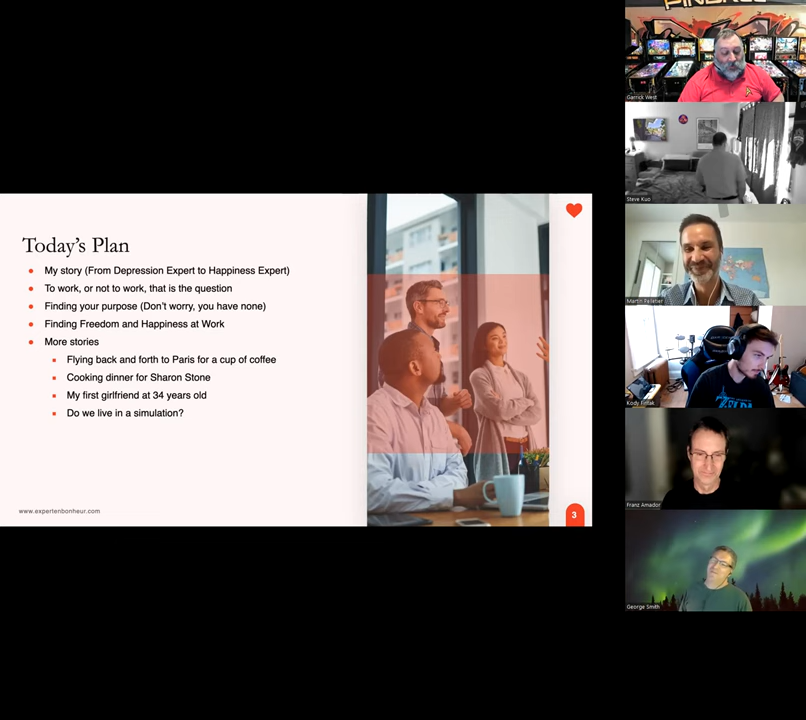 Today's Plan
My story (From Depression Expert to Happiness Expert)
To work, or not to work, that is the question
Finding your purpose (Don't worry, you have none)
Finding Freedom and Happiness at Work
More stories
Flying back and forth to Paris for a cup of coffee
Cooking dinner for Sharon Stone
My first girlfriend at 34 years old
Do we live in a simulation?
www.expertenbonheur.com
3
PINBALL
Garrick West
Steve Kuo
Martin Pelletier
Kody Fintak
ZELDA
Franz Amador
George Smith